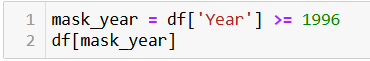 1 mask_year = df['Year'] >= 1996
2 df[mask_year]